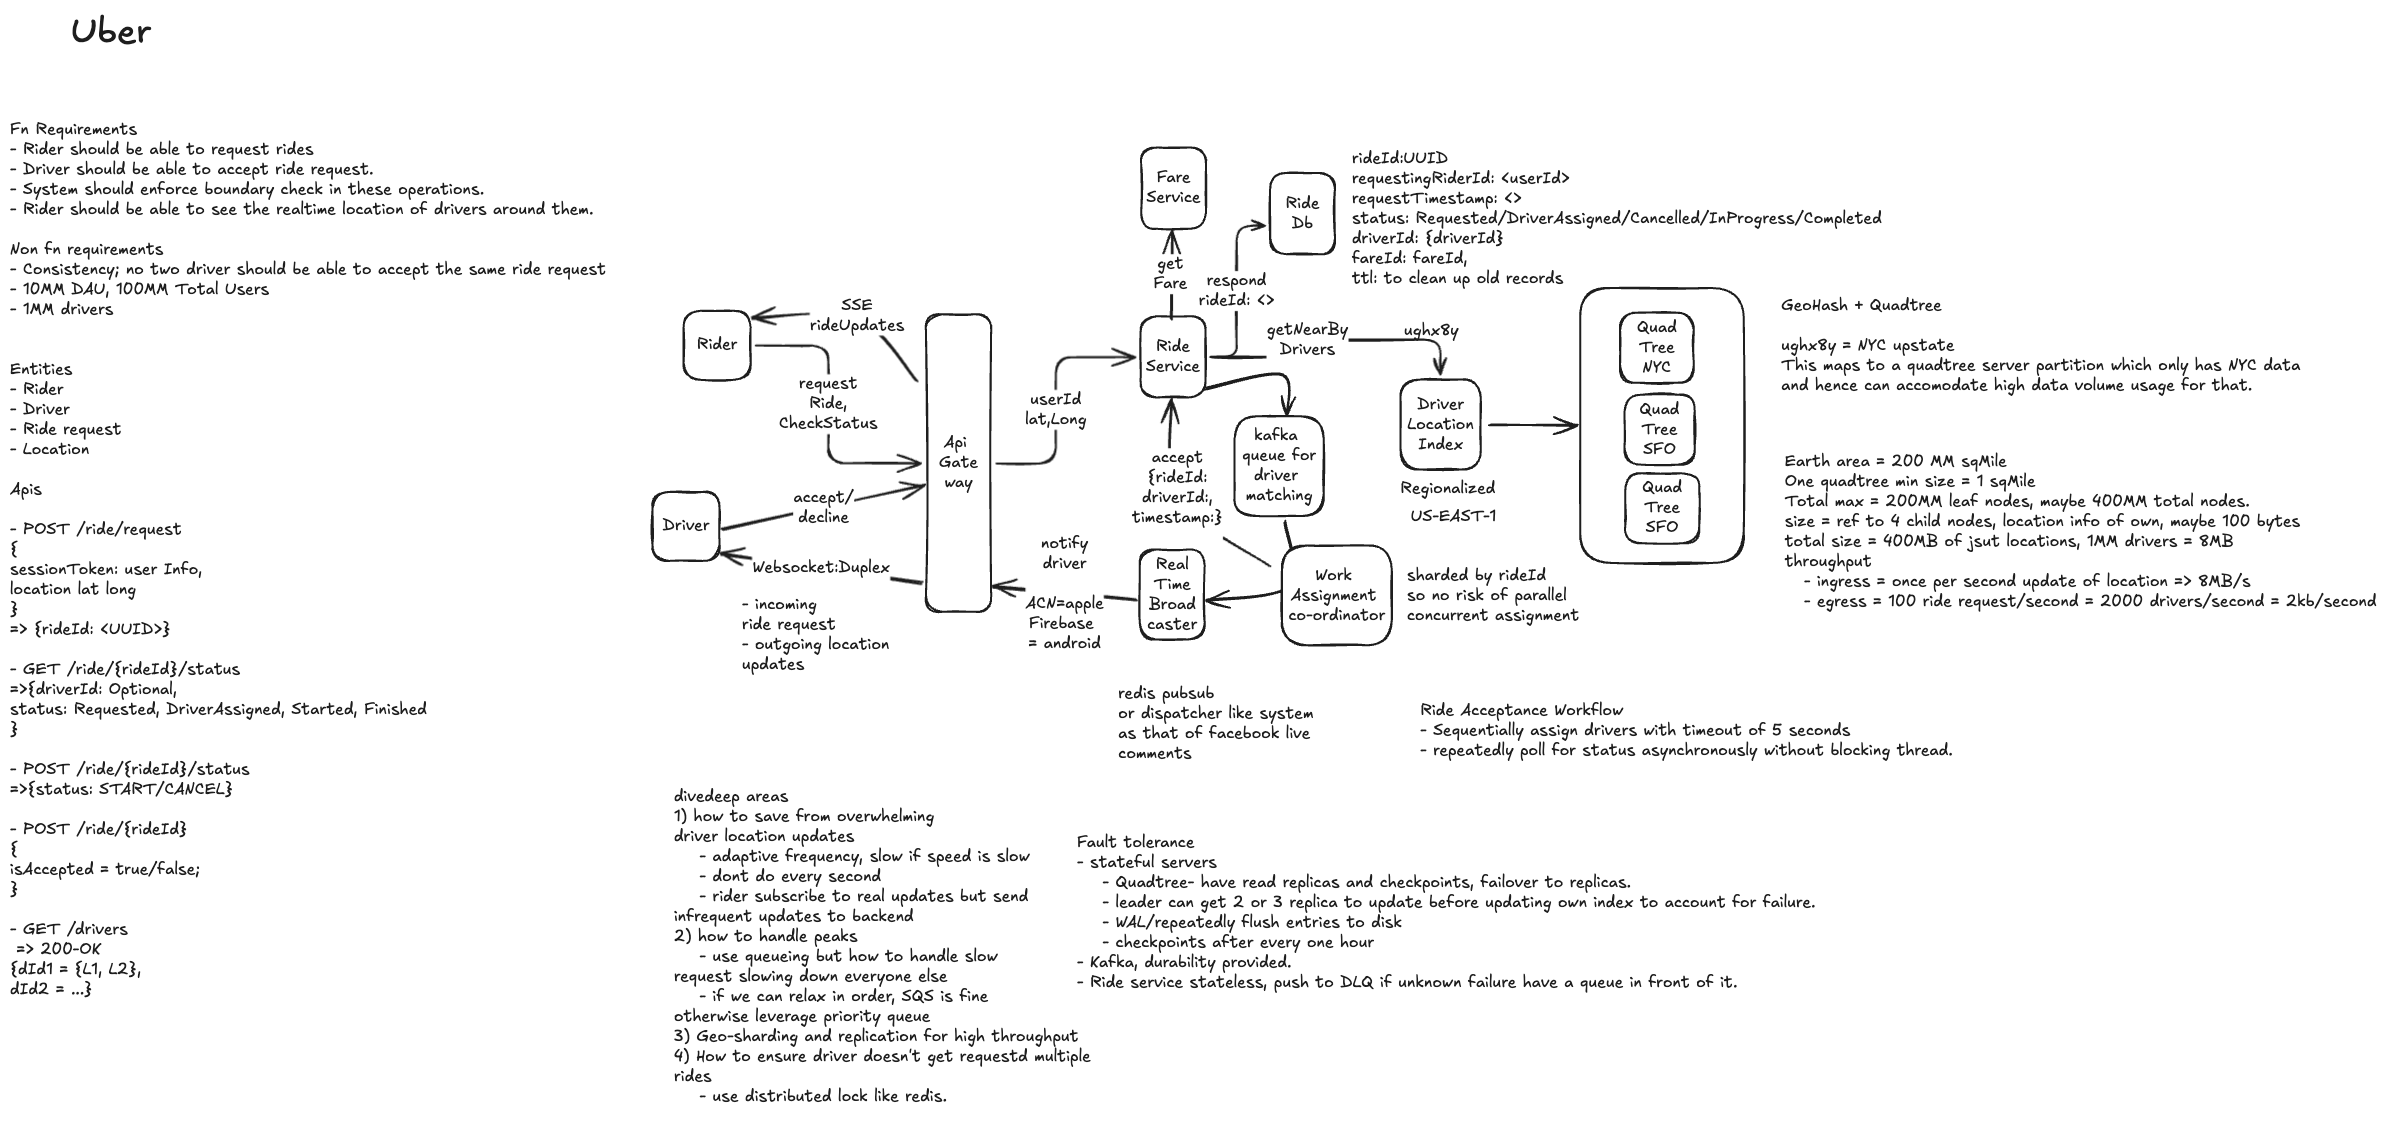 Uber
Fn Requirements
- Rider should be able to request rides
- Driver should be able to accept ride request.
- System should enforce boundary check in these operations.
- Rider should be able to see the realtime location of drivers around them.
Non fn requirements
- Consistency; no two driver should be able to accept the same ride request
- 10MM DAU, 100MM Total Users
- 1MM drivers
Entities
- Rider
- Driver
- Ride request
- Location
Apis
- POST /ride/request
{
sessionToken: user Info,
location lat long
}
=> {rideId: <UUID>}
- GET /ride/{rideId}/status
=>{driverId: Optional,
status: Requested, DriverAssigned, Started, Finished
}
- POST /ride/{rideId}/status
=>{status: START/CANCEL}
- POST /ride/{rideId}
{
isAccepted = true/false;
}
- GET /drivers
=> 200-OK
{dId1 = {L1, L2},
dId2 = ...}
Rider
SSE
rideUpdates
request
Ride,
CheckStatus
Driver
accept/
decline
Websocket:Duplex
- incoming
ride request
- outgoing location
updates
Api
Gate
way
userId
lat,Long
notify
driver
ACN=apple
Firebase
= android
Fare
Service
get
Fare
Ride
Service
respond
rideId: <>
Ride
Db
rideId:UUID
requestingRiderId: <userId>
requestTimestamp: <>
status: Requested/DriverAssigned/Cancelled/InProgress/Completed
driverId: {driverId}
fareId: fareId,
ttl: to clean up old records
getNearBy
Drivers
ughx8y
accept
{rideId:
driverId:,
timestamp:}
kafka
queue for
driver
matching
Driver
Location
Index
Regionalized
US-EAST-1
Real
Time
Broad
caster
Work
Assignment
co-ordinator
sharded by rideId
so no risk of parallel
concurrent assignment
Quad
Tree
NYC
Quad
Tree
SFO
Quad
Tree
SFO
GeoHash + Quadtree
ughx8y = NYC upstate
This maps to a quadtree server partition which only has NYC data
and hence can accomodate high data volume usage for that.
Earth area = 200 MM sqMile
One quadtree min size = 1 sqMile
Total max = 200MM leaf nodes, maybe 400MM total nodes.
size = ref to 4 child nodes, location info of own, maybe 100 bytes
total size = 400MB of jsut locations, 1MM drivers = 8MB
throughput
- ingress = once per second update of location => 8MB/s
- egress = 100 ride request/second = 2000 drivers/second = 2kb/second
redis pubsub
or dispatcher like system
as that of facebook live
comments
Ride Acceptance Workflow
- Sequentially assign drivers with timeout of 5 seconds
- repeatedly poll for status asynchronously without blocking thread.
divedeep areas
1) how to save from overwhelming
driver location updates
- adaptive frequency, slow if speed is slow
- dont do every second
- rider subscribe to real updates but send
infrequent updates to backend
2) how to handle peaks
- use queueing but how to handle slow
request slowing down everyone else
- if we can relax in order, SQS is fine
otherwise leverage priority queue
3) Geo-sharding and replication for high throughput
4) How to ensure driver doesn't get requestd multiple
rides
- use distributed lock like redis.
Fault tolerance
- stateful servers
- Quadtree- have read replicas and checkpoints, failover to replicas.
- leader can get 2 or 3 replica to update before updating own index to account for failure.
- WAL/repeatedly flush entries to disk
- checkpoints after every one hour
- Kafka, durability provided.
- Ride service stateless, push to DLQ if unknown failure have a queue in front of it.